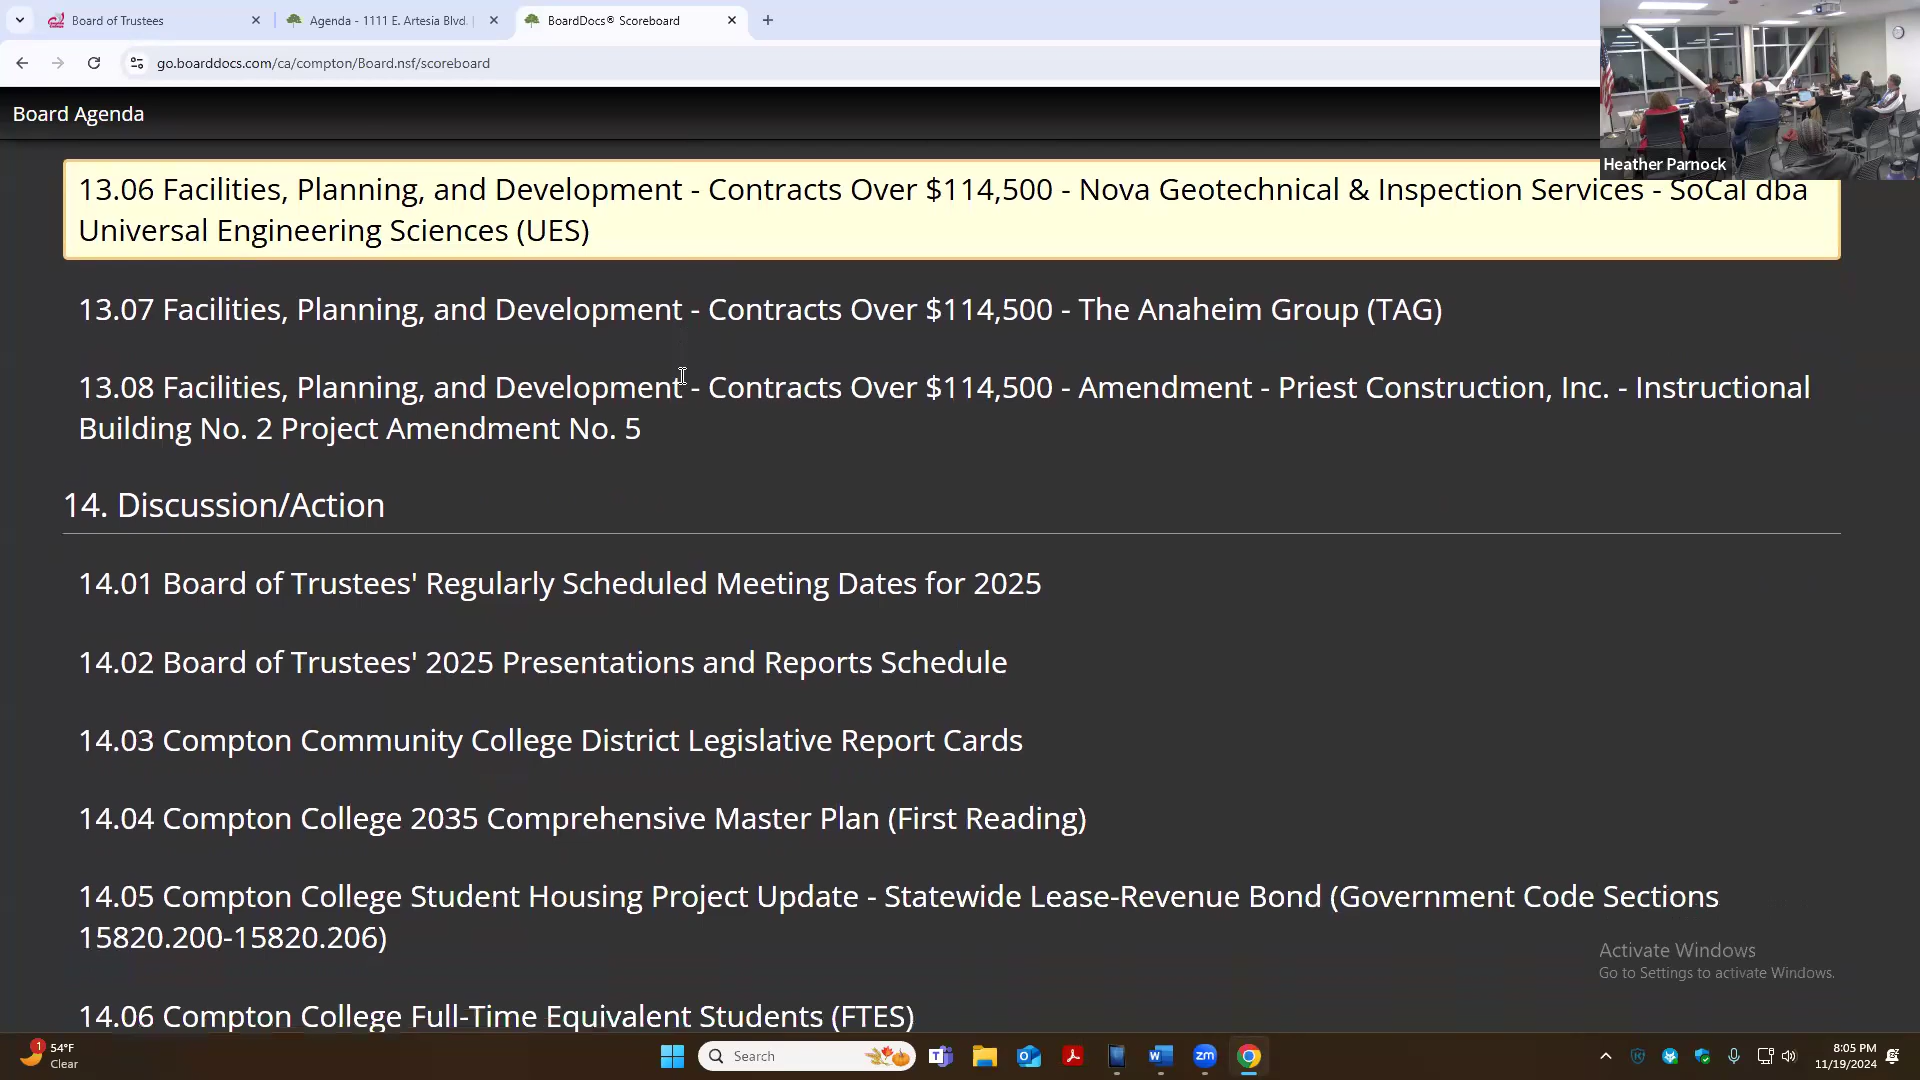 Board of Trustees
Agenda - 1111 E. Artesia Blvd.
BoardDocs® Scoreboard
go.boarddocs.com/ca/compton/Board.nsf/scoreboard
Board Agenda
Heather Parnock
13.06 Facilities, Planning, and Development - Contracts Over $114,500 - Nova Geotechnical & Inspection Services - SoCal dba
Universal Engineering Sciences (UES)
13.07 Facilities, Planning, and Development - Contracts Over $114,500 - The Anaheim Group (TAG)
13.08 Facilities, Planning, and Development - Contracts Over $114,500 - Amendment - Priest Construction, Inc. - Instructional
Building No. 2 Project Amendment No. 5
14. Discussion/Action
14.01 Board of Trustees' Regularly Scheduled Meeting Dates for 2025
14.02 Board of Trustees' 2025 Presentations and Reports Schedule
14.03 Compton Community College District Legislative Report Cards
14.04 Compton College 2035 Comprehensive Master Plan (First Reading)
14.05 Compton College Student Housing Project Update - Statewide Lease-Revenue Bond (Government Code Sections
15820.200-15820.206)
14.06 Compton College Full-Time Equivalent Students (FTES)
Activate Windows
Go to Settings to activate Windows.
1
54°F
Clear
Search
zm
8:05 PM
11/19/2024